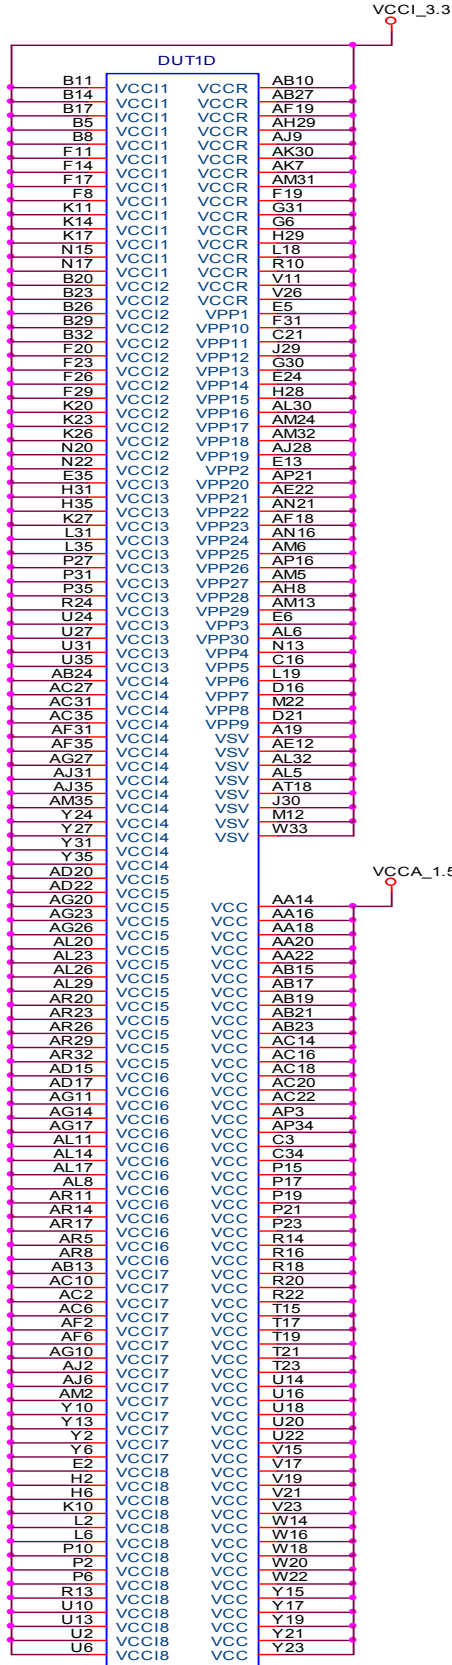 VCCI_3.3
DUT1D
B11 VCCI1 VCCR AB10
B14 VCCI1 VCCR AB27
B17 VCCI1 VCCR AF19
B5 VCCI1 VCCR AH29
B8 VCCI1 VCCR AJ9
F11 VCCI1 VCCR AK30
F14 VCCI1 VCCR AK7
F17 VCCI1 VCCR AM31
F8 VCCI1 VCCR F19
K11 VCCI1 VCCR G31
K14 VCCI1 VCCR G6
K17 VCCI1 VCCR H29
N15 VCCI1 VCCR L18
N17 VCCI1 VCCR R10
B20 VCCI2 VCCR V11
B23 VCCI2 VCCR V26
B26 VCCI2 VPP1 E5
B29 VCCI2 VPP10 F31
B32 VCCI2 VPP11 C21
F20 VCCI2 VPP12 J29
F23 VCCI2 VPP13 G30
F26 VCCI2 VPP14 E24
F29 VCCI2 VPP15 H28
K20 VCCI2 VPP16 AL30
K23 VCCI2 VPP17 AM24
K26 VCCI2 VPP18 AM32
N20 VCCI2 VPP19 AJ28
N22 VCCI2 VPP2 E13
E35 VCCI3 VPP20 AP21
H31 VCCI3 VPP21 AE22
H35 VCCI3 VPP22 AN21
K27 VCCI3 VPP23 AF18
L31 VCCI3 VPP24 AN16
L35 VCCI3 VPP25 AM6
P27 VCCI3 VPP26 AP16
P31 VCCI3 VPP27 AM5
P35 VCCI3 VPP28 AH8
R24 VCCI3 VPP29 AM13
U24 VCCI3 VPP3 E6
U27 VCCI3 VPP30 AL6
U31 VCCI3 VPP4 N13
U35 VCCI3 VPP5 C16
AB24 VCCI4 VPP6 L19
AC27 VCCI4 VPP7 D16
AC31 VCCI4 VPP8 M22
AC35 VCCI4 VPP9 D21
AF31 VCCI4 VSV A19
AF35 VCCI4 VSV AE12
AG27 VCCI4 VSV AL32
AJ31 VCCI4 VSV AL5
AJ35 VCCI4 VSV AT18
AM35 VCCI4 VSV J30
Y24 VCCI4 VSV M12
Y27 VCCI4 VSV W33
Y31 VCCI4
Y35 VCCI4
VCCA_1.5
AD20 VCCI5
AD22 VCCI5
AG20 VCCI5 VCC AA14
AG23 VCCI5 VCC AA16
AG26 VCCI5 VCC AA18
AL20 VCCI5 VCC AA20
AL23 VCCI5 VCC AA22
AL26 VCCI5 VCC AB15
AL29 VCCI5 VCC AB17
AR20 VCCI5 VCC AB19
AR23 VCCI5 VCC AB21
AR26 VCCI5 VCC AB23
AR29 VCCI5 VCC AC14
AR32 VCCI5 VCC AC16
AD15 VCCI6 VCC AC18
AD17 VCCI6 VCC AC20
AG11 VCCI6 VCC AC22
AG14 VCCI6 VCC AP3
AG17 VCCI6 VCC AP34
AL11 VCCI6 VCC C3
AL14 VCCI6 VCC C34
AL17 VCCI6 VCC P15
AL8 VCCI6 VCC P17
AR11 VCCI6 VCC P19
AR14 VCCI6 VCC P21
AR17 VCCI6 VCC P23
AR5 VCCI6 VCC R14
AR8 VCCI6 VCC R16
AB13 VCCI7 VCC R18
AC10 VCCI7 VCC R20
AC2 VCCI7 VCC R22
AC6 VCCI7 VCC T15
AF2 VCCI7 VCC T17
AF6 VCCI7 VCC T19
AG10 VCCI7 VCC T21
AJ2 VCCI7 VCC T23
AJ6 VCCI7 VCC U14
AM2 VCCI7 VCC U16
Y10 VCCI7 VCC U18
Y13 VCCI7 VCC U20
Y2 VCCI7 VCC U22
Y6 VCCI7 VCC V15
E2 VCCI8 VCC V17
H2 VCCI8 VCC V19
H6 VCCI8 VCC V21
K10 VCCI8 VCC V23
L2 VCCI8 VCC W14
L6 VCCI8 VCC W16
P10 VCCI8 VCC W18
P2 VCCI8 VCC W20
P6 VCCI8 VCC W22
R13 VCCI8 VCC Y15
U10 VCCI8 VCC Y17
U13 VCCI8 VCC Y19
U2 VCCI8 VCC Y21
U6 VCCI8 VCC Y23